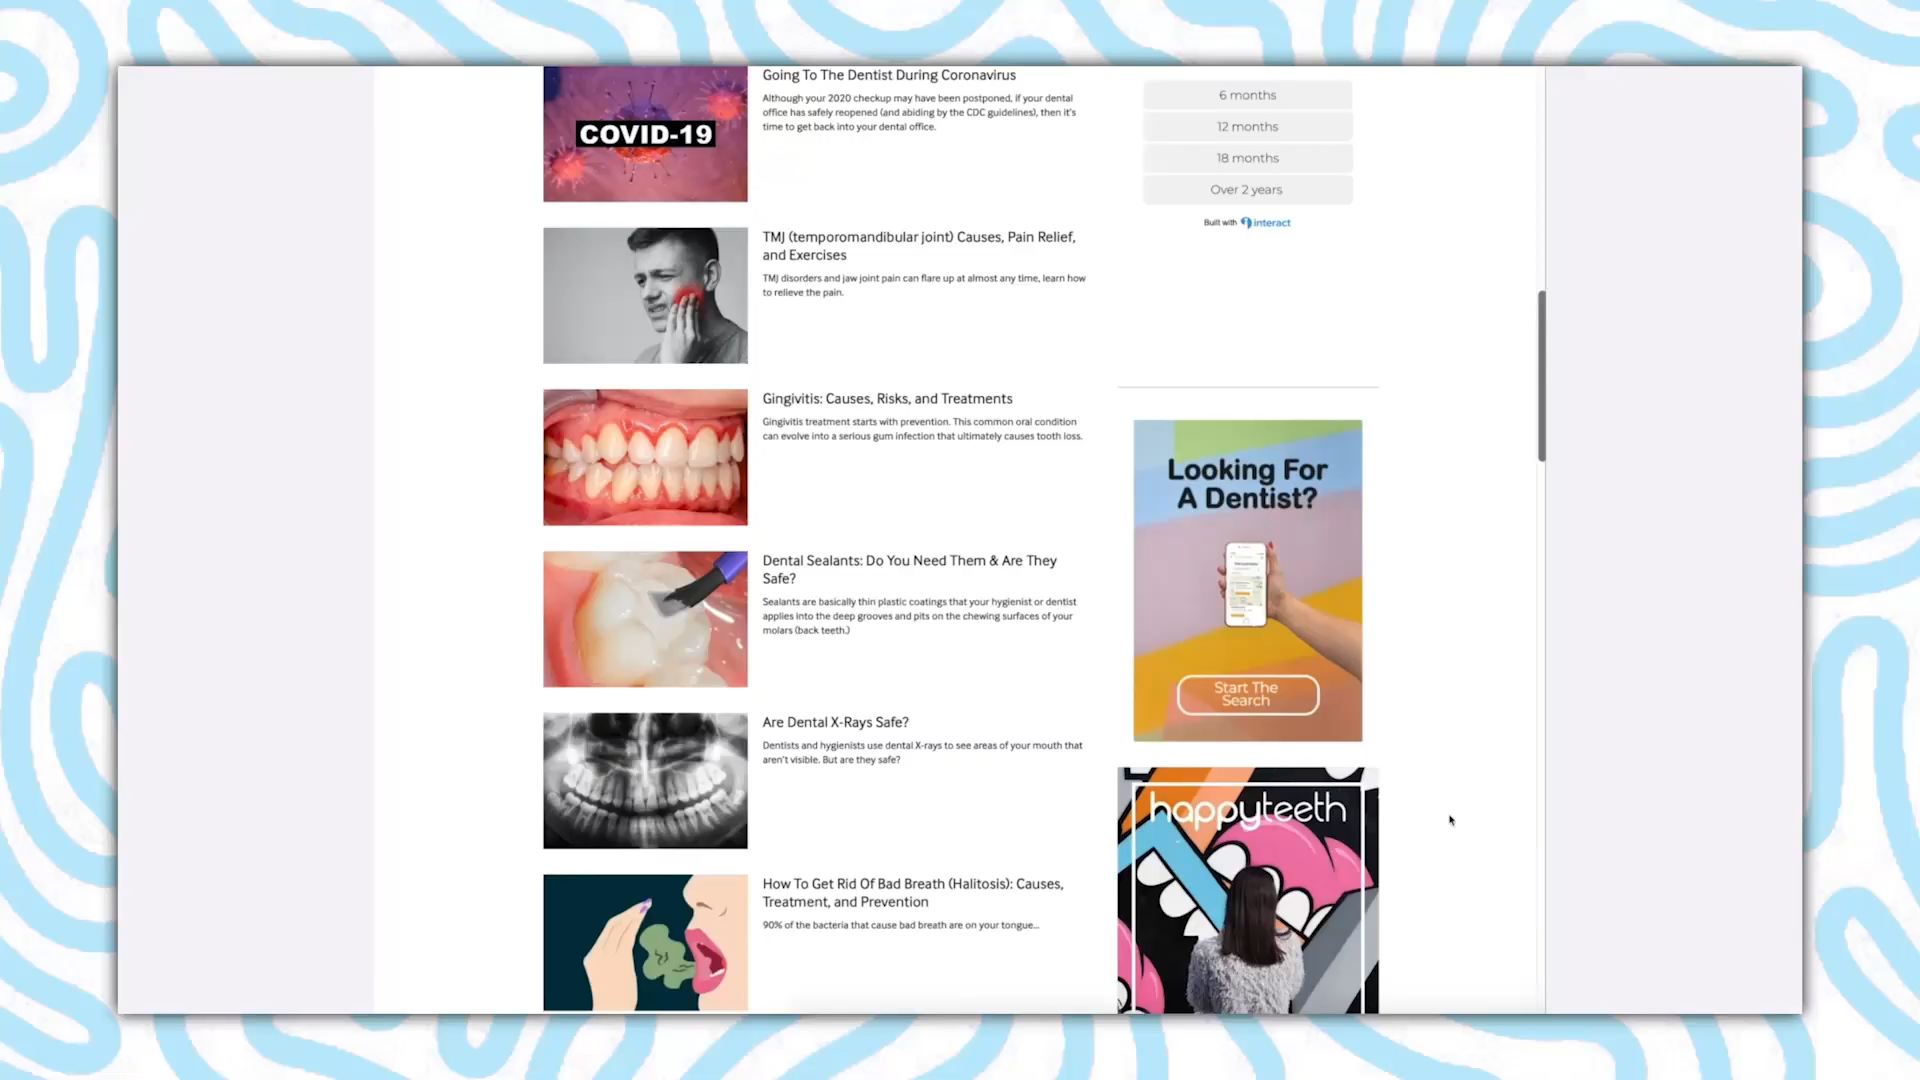 COVID-19
Going To The Dentist During Coronavirus
Although your 2020 checkup may have been postponed, if your dental
office has safely reopened (and abiding by the CDC guidelines), then it's
time to get back into your dental office.
TMJ (temporomandibular joint) Causes, Pain Relief,
and Exercises
TMJ disorders and jaw joint pain can flare up at almost any time, learn how
to relieve the pain.
Gingivitis: Causes, Risks, and Treatments
Gingivitis treatment starts with prevention. This common oral condition
can evolve into a serious gum infection that ultimately causes tooth loss.
Dental Sealants: Do You Need Them & Are They
Safe?
Sealants are basically thin plastic coatings that your hygienist or dentist
applies into the deep grooves and pits on the chewing surfaces of your
molars (back teeth.)
Are Dental X-Rays Safe?
Dentists and hygienists use dental X-rays to see areas of your mouth that
aren't visible. But are they safe?
How To Get Rid Of Bad Breath (Halitosis): Causes,
Treatment, and Prevention
90% of the bacteria that cause bad breath are on your tongue...
6 months
12 months
18 months
Over 2 years
Built with interact
Looking For
A Dentist?
Start The
Search
happyteeth